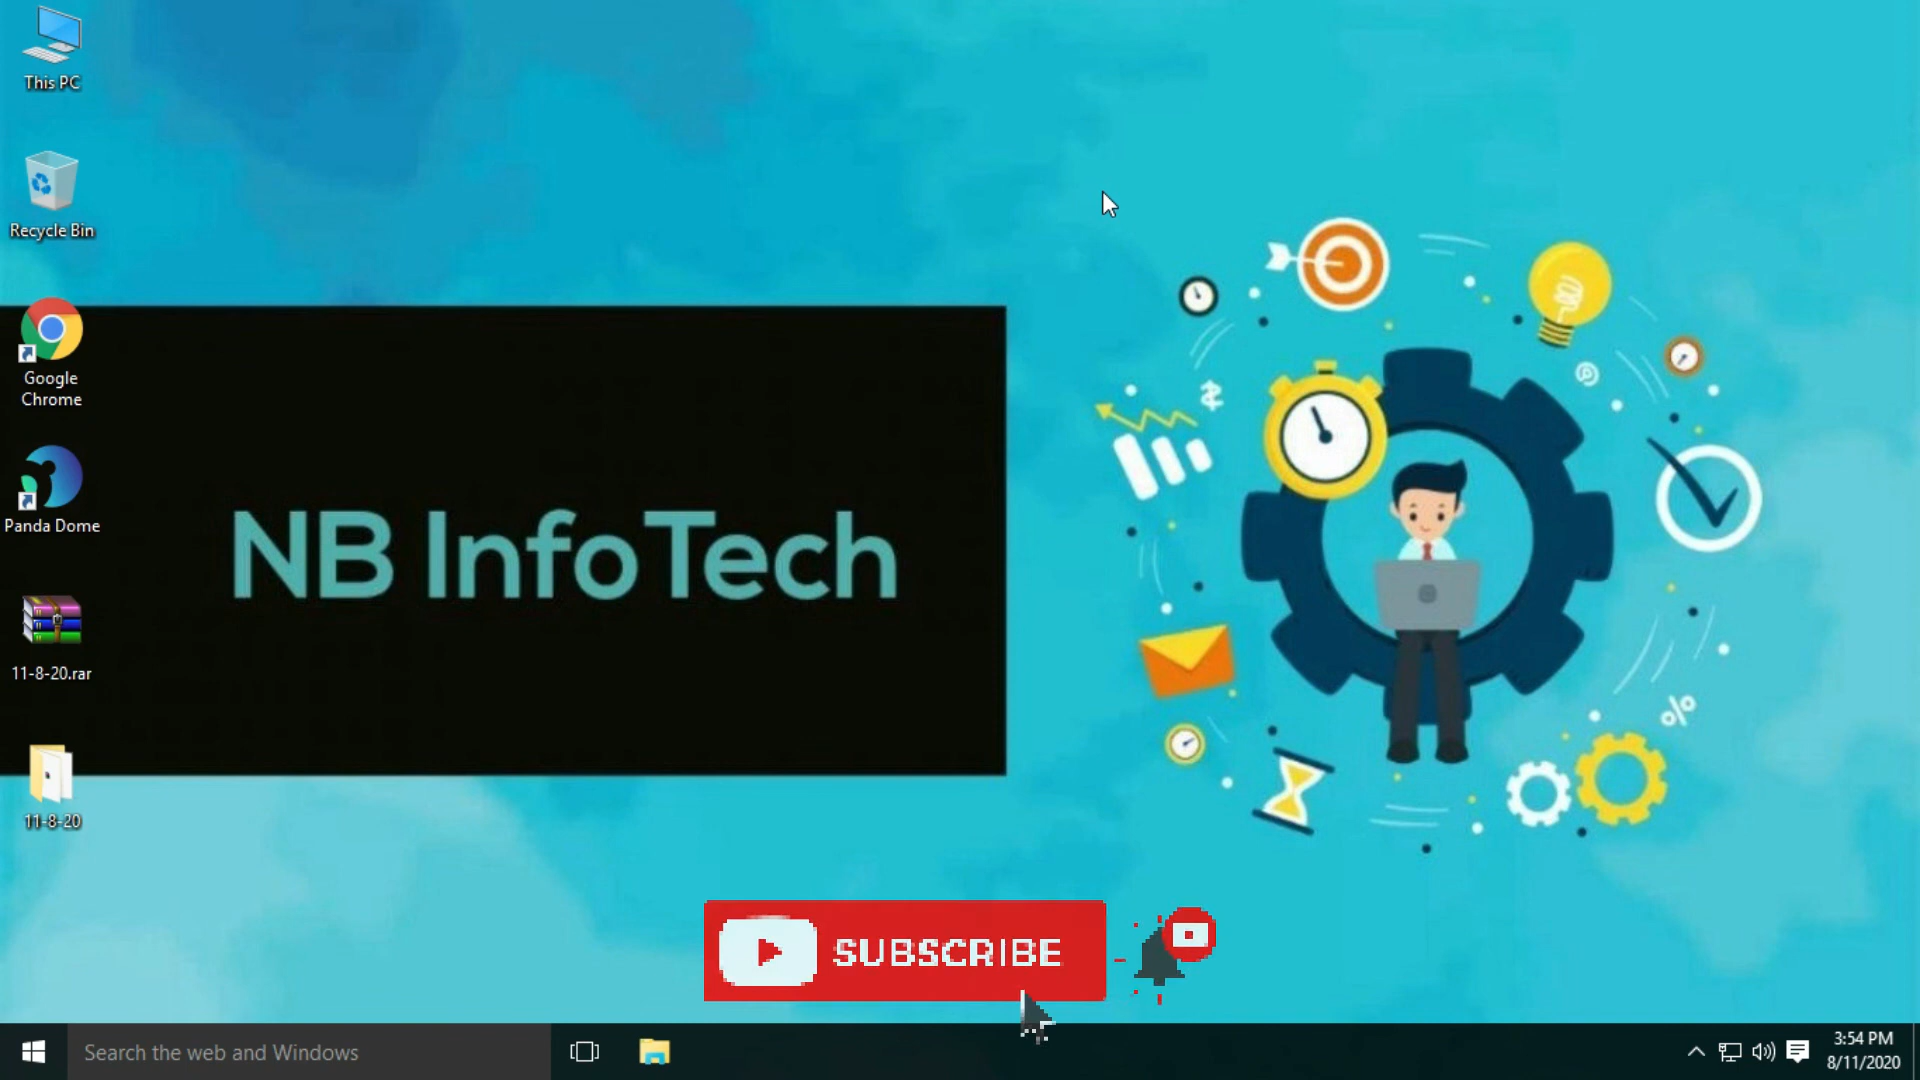 This PC
Recycle Bin
Google
Chrome
Panda Dome
11-8-20.rar
11-8-20
NB InfoTech
%
SUBSCRIBE
Search the web and Windows
3:54 PM
8/11/2020